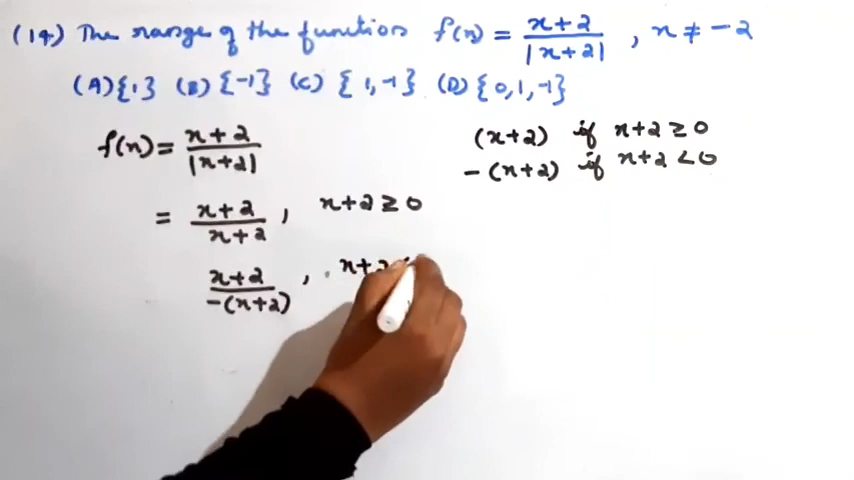 (14.) The range of the function f(x) = x+2 / |x+2| , x ≠ -2
(A){1} (B) {-1} (C) {1,-1} (D) {0,1,-1}
f(x) = x+2 / |x+2|
(x+2) if x+2 ≥ 0
-(x+2) if x+2 < 0
= x+2 / x+2 , x+2 ≥ 0
x+2 / -(x+2) , x+2